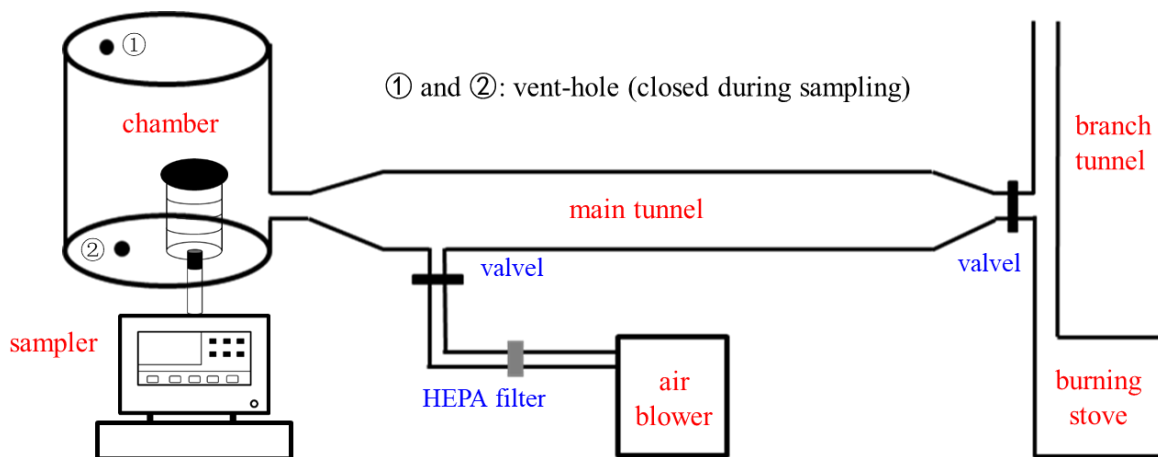 ①
① and ②: vent-hole (closed during sampling)
chamber
branch
tunnel
main tunnel
②
valvel
valvel
sampler
HEPA filter
air
blower
burning
stove